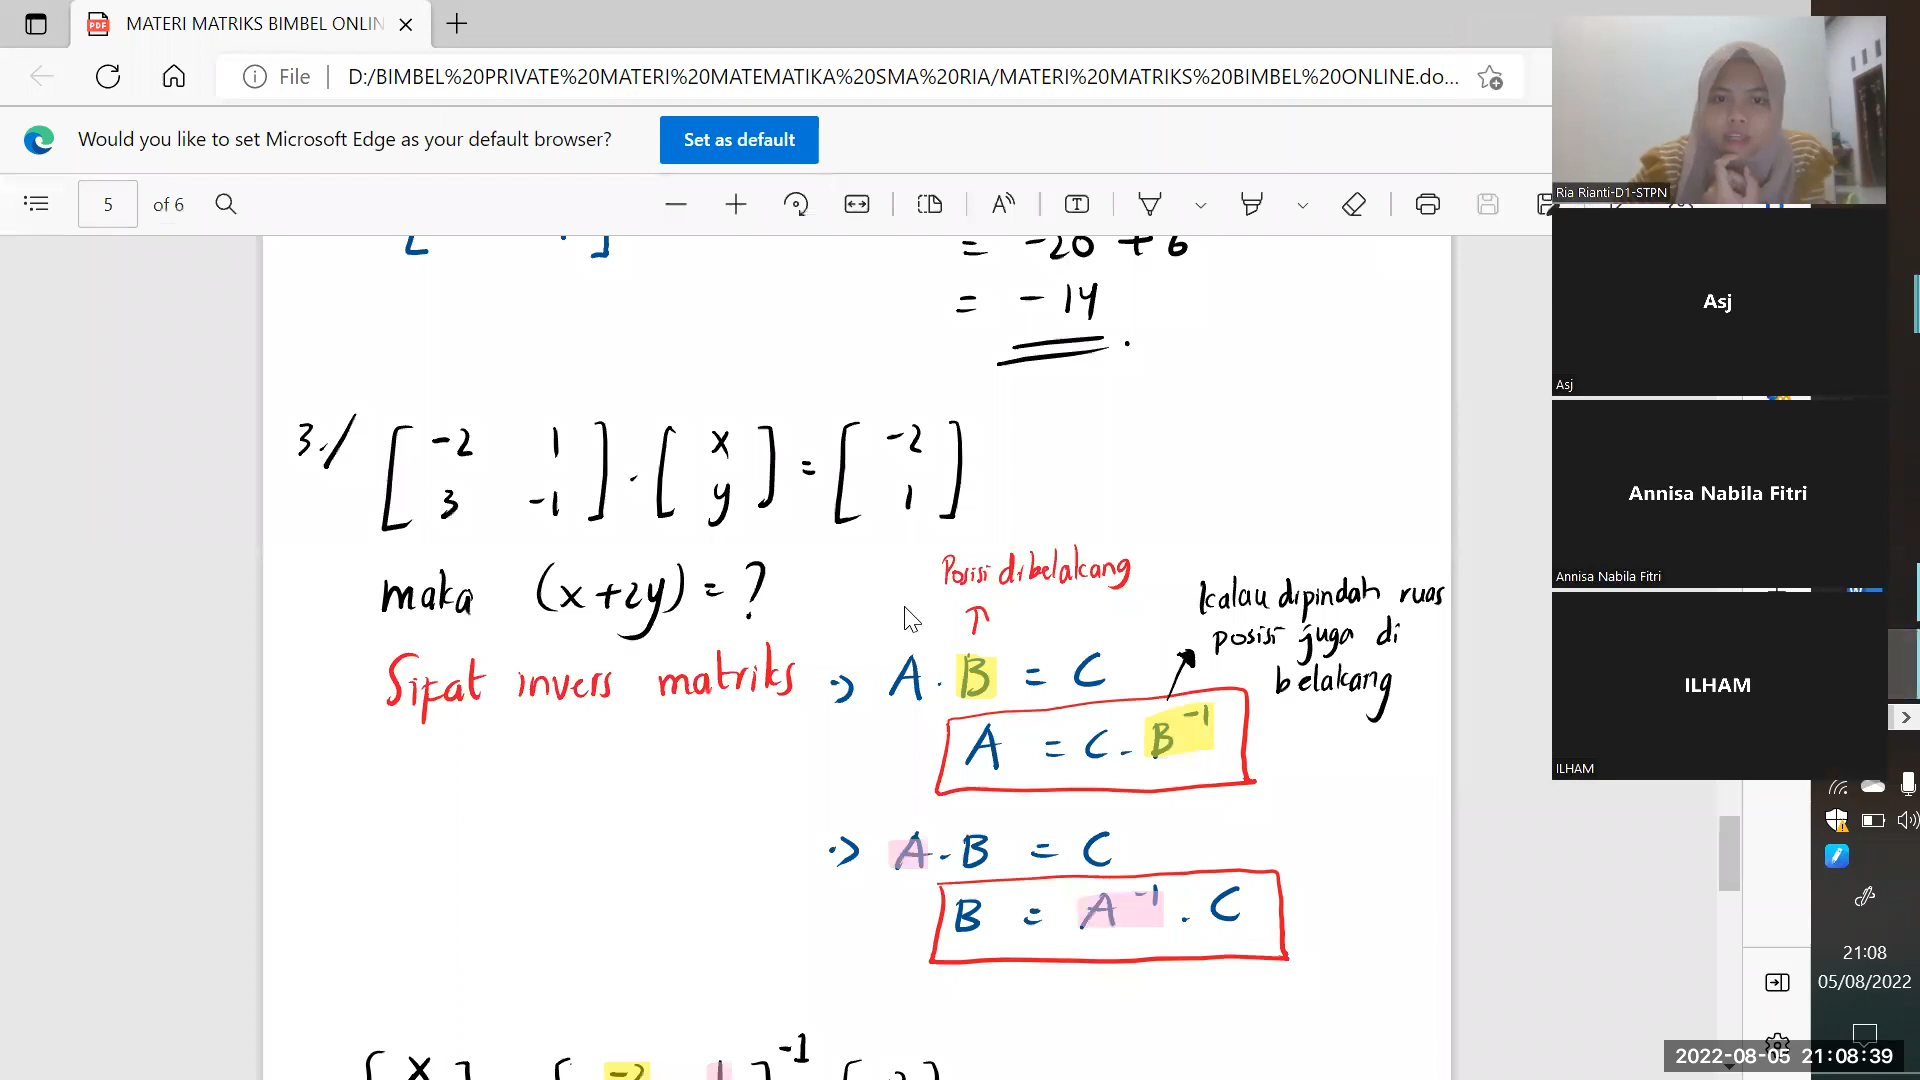 MATERI MATRIKS BIMBEL ONLIN
File
D:/BIMBEL%20PRIVATE%20MATERI%20MATEMATIKA%20SMA%20RIA/MATERI%20MATRIKS%20BIMBEL%20ONLINE.do...
Would you like to set Microsoft Edge as your default browser?
Set as default
5 of 6
= -20 + 6
= -14
3./ [ -2 1 ] . [ x ] = [ -2 ]
[ 3 -1 ] [ y ] [ 1 ]
maka (x+2y) = ?
Posisi dibelakang
kalau dipindah ruas
posisi juga di
belakang
Sifat invers matriks -> A . B = C
A = C . B⁻¹
-> A . B = C
B = A⁻¹ . C
[ x ] [ -2 1 ]⁻¹
Ria Rianti-D1-STPN
Asj
Asj
Annisa Nabila Fitri
Annisa Nabila Fitri
ILHAM
ILHAM
21:08
05/08/2022
2022-08-05 21:08:39